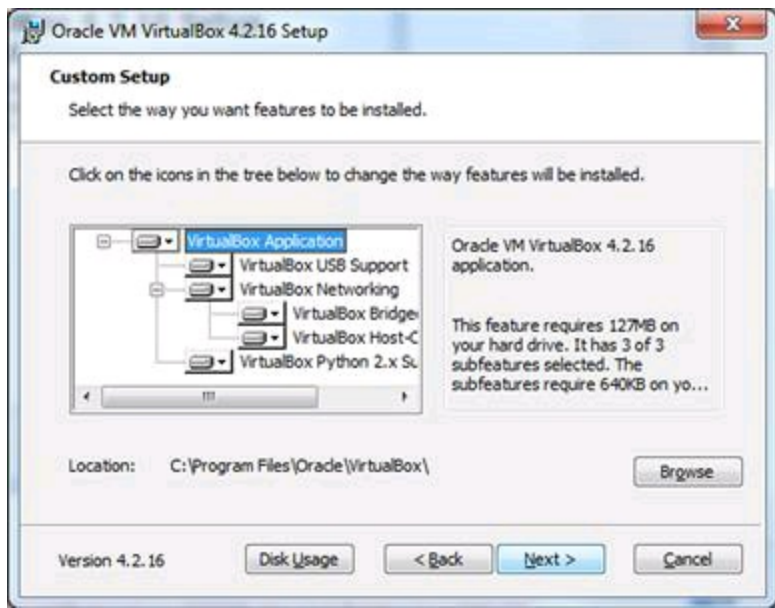 Oracle VM VirtualBox 4.2.16 Setup
Custom Setup
Select the way you want features to be installed.
Click on the icons in the tree below to change the way features will be installed.
VirtualBox Application
VirtualBox USB Support
VirtualBox Networking
VirtualBox Bridge
VirtualBox Host-C
VirtualBox Python 2.x Su
Oracle VM VirtualBox 4.2.16
application.
This feature requires 127MB on
your hard drive. It has 3 of 3
subfeatures selected. The
subfeatures require 640KB on yo...
Location: C:\Program Files\Oracle\VirtualBox\
Browse
Version 4.2.16
Disk Usage
< Back
Next >
Cancel